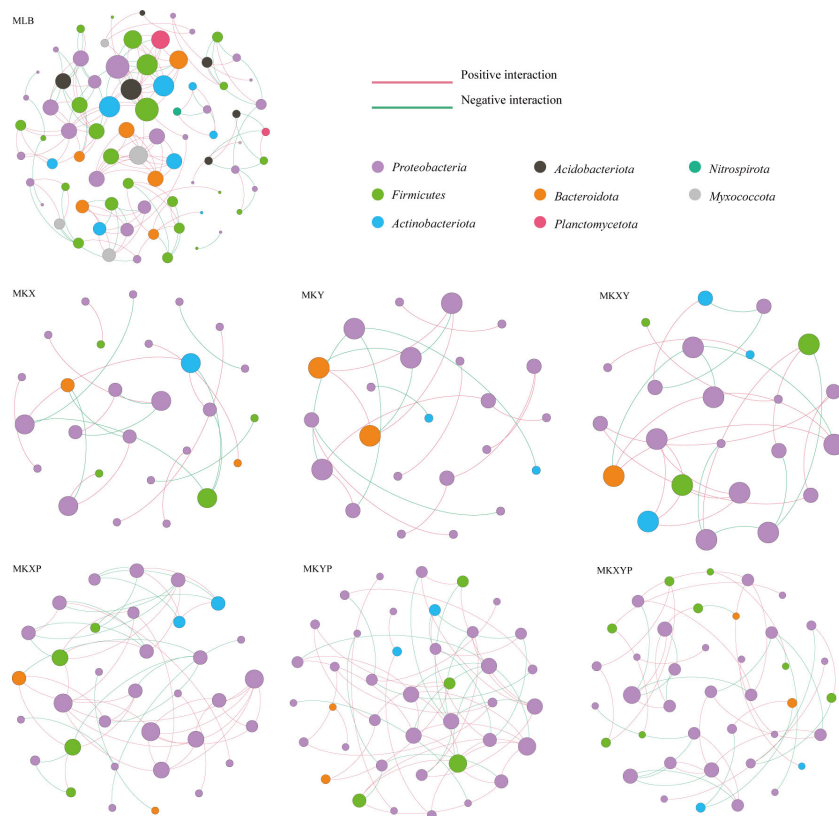 MLB
Positive interaction
Negative interaction
Proteobacteria
Acidobacteriota
Nitrospirota
Firmicutes
Bacteroidota
Myxococcota
Actinobacteriota
Planctomycetota
MKX
MKY
MKXY
MKXP
MKYP
MKXYP